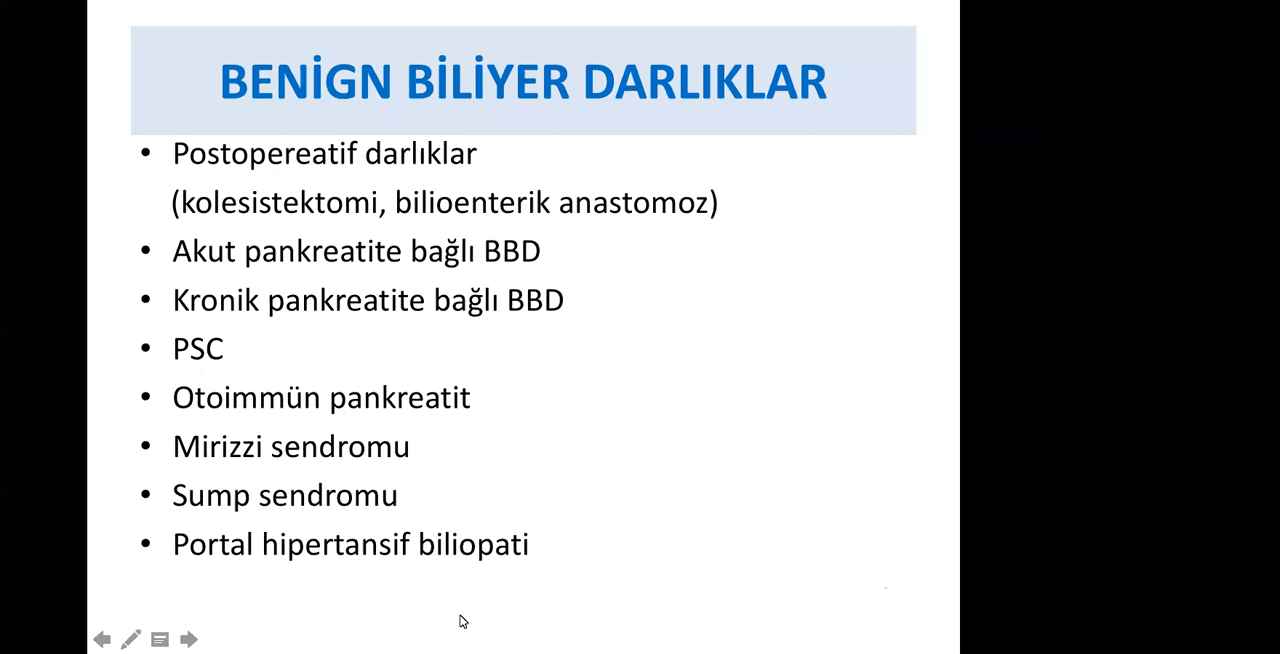 BENİGN BİLİYER DARLIKLAR
• Postopereatif darlıklar
(kolesistektomi, bilioenterik anastomoz)
• Akut pankreatite bağlı BBD
• Kronik pankreatite bağlı BBD
• PSC
• Otoimmün pankreatit
• Mirizzi sendromu
• Sump sendromu
• Portal hipertansif biliopati